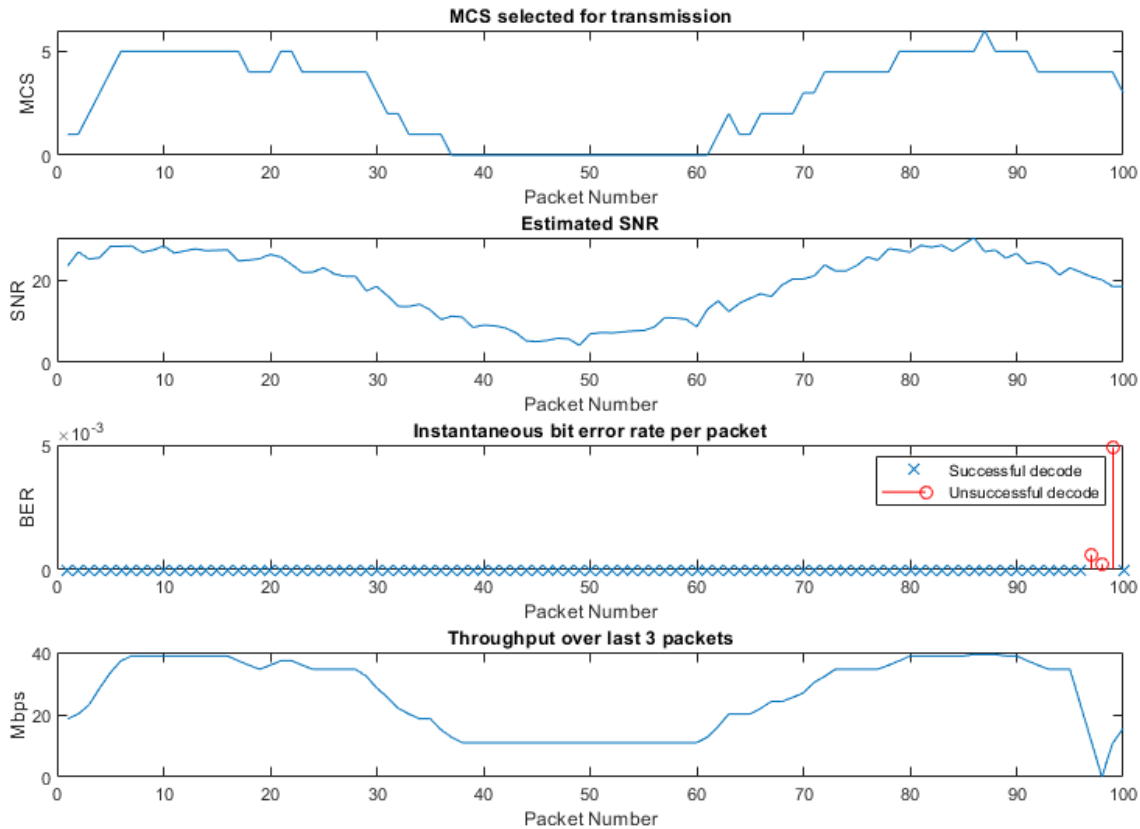 MCS selected for transmission
5
0
MCS
0 10 20 30 40 50 60 70 80 90 100
Packet Number
Estimated SNR
20
0
SNR
0 10 20 30 40 50 60 70 80 90 100
Packet Number
×10-3
Instantaneous bit error rate per packet
5
0
BER
Successful decode
Unsuccessful decode
0 10 20 30 40 50 60 70 80 90 100
Packet Number
Throughput over last 3 packets
40
20
0
Mbps
0 10 20 30 40 50 60 70 80 90 100
Packet Number